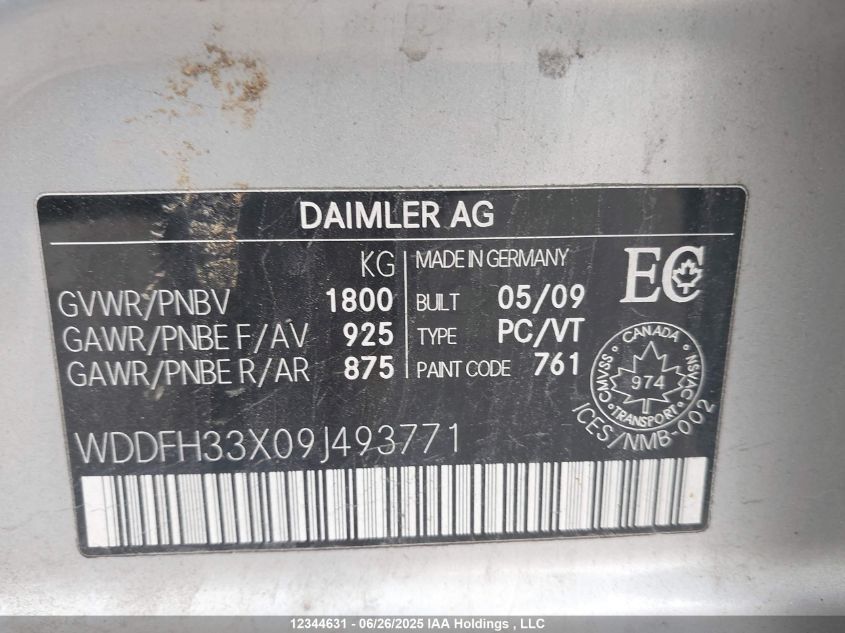 DAIMLER AG
KG
GVWR/PNBV 1800
GAWR/PNBE F/AV 925
GAWR/PNBE R/AR 875
MADE IN GERMANY
BUILT 05/09
TYPE PC/VT
PAINT CODE 761
EC
CANADA
CMVSS 974 NSVAC
TRANSPORT
ICES/NMB-002
WDDFH33X09J493771
12344631 - 06/26/2025 IAA Holdings , LLC